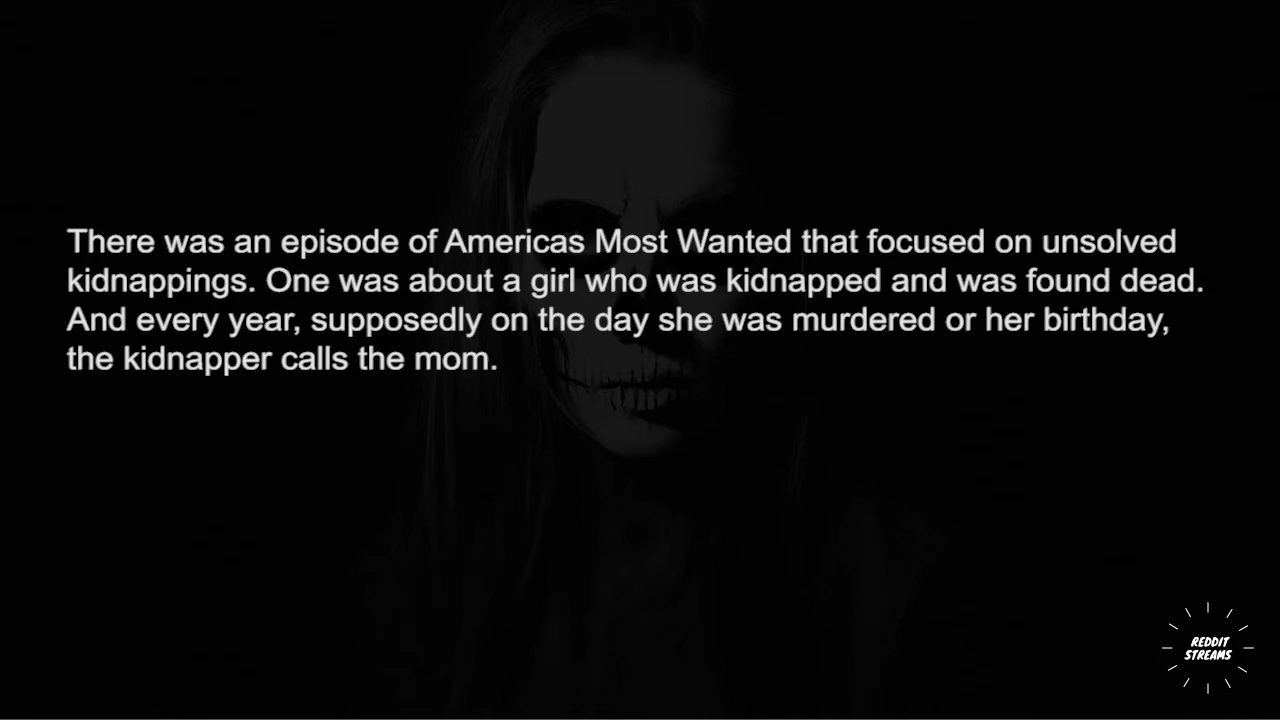 There was an episode of Americas Most Wanted that focused on unsolved
kidnappings. One was about a girl who was kidnapped and was found dead.
And every year, supposedly on the day she was murdered or her birthday,
the kidnapper calls the mom.
REDDIT
STREAMS